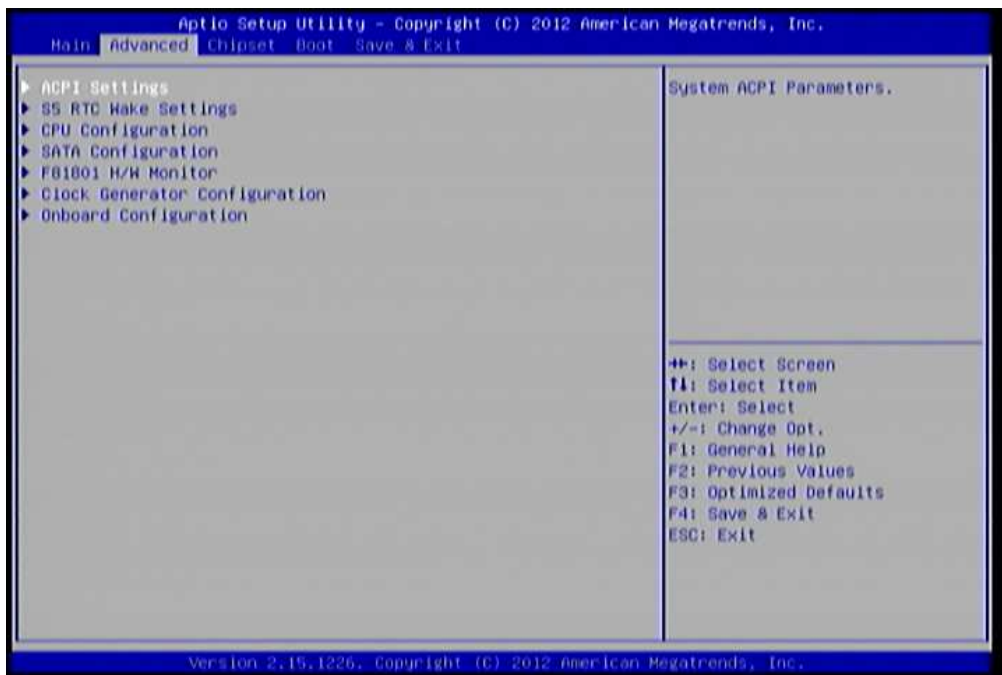 Aptio Setup Utility - Copyright (C) 2012 American Megatrends, Inc.
Main Advanced Chipset Boot Save & Exit
ACPI Settings
S5 RTC Wake Settings
CPU Configuration
SATA Configuration
F81801 H/W Monitor
Clock Generator Configuration
Onboard Configuration
System ACPI Parameters.
→←: Select Screen
↑↓: Select Item
Enter: Select
+/-: Change Opt.
F1: General Help
F2: Previous Values
F3: Optimized Defaults
F4: Save & Exit
ESC: Exit
Version 2.15.1226. Copyright (C) 2012 American Megatrends, Inc.